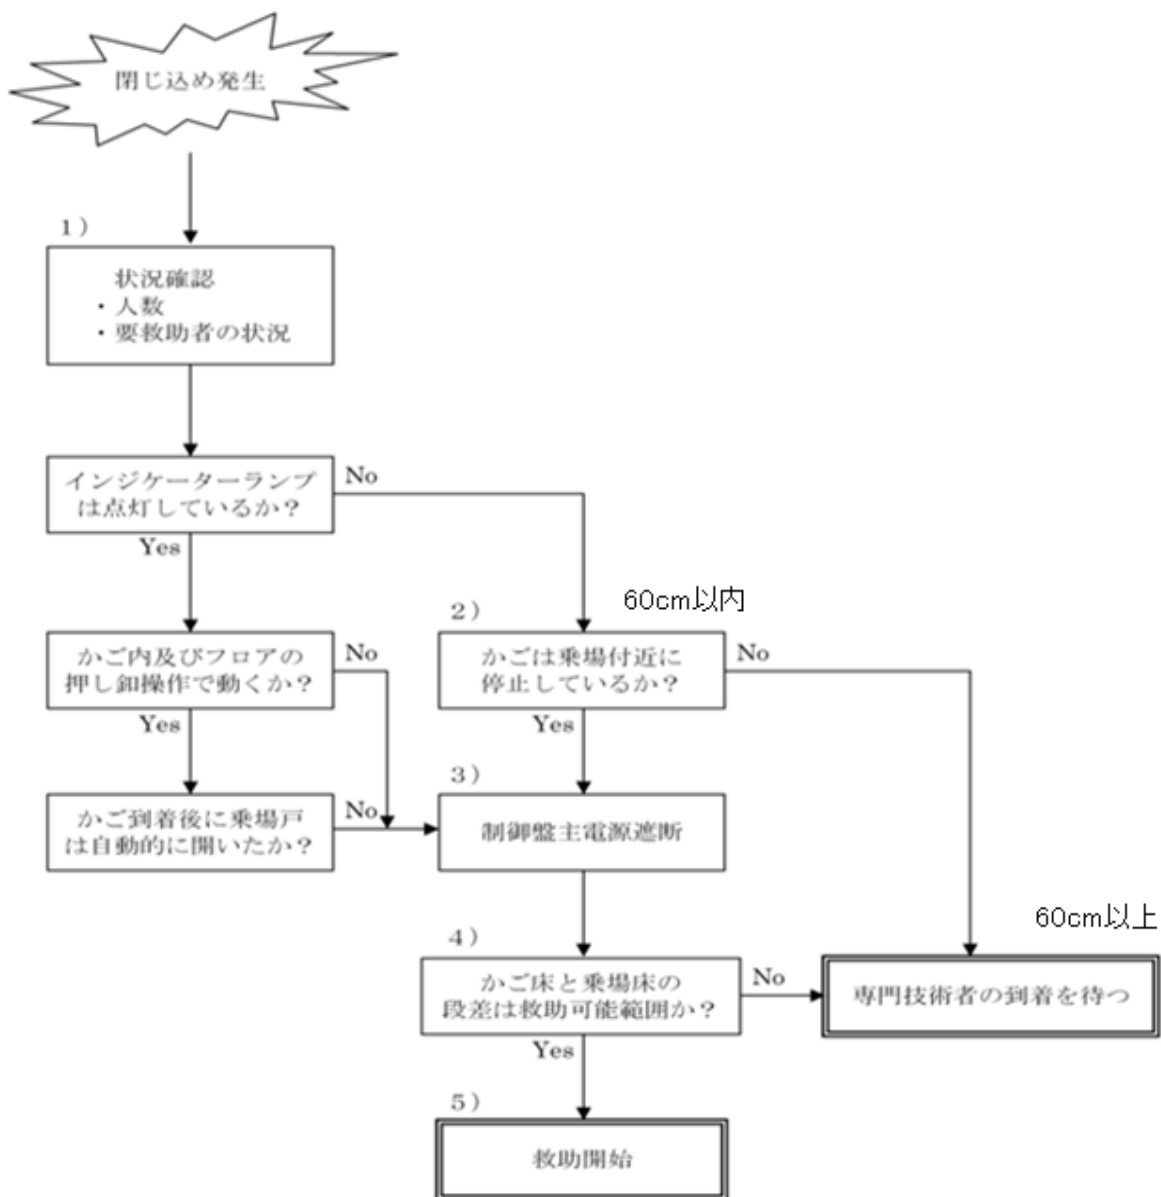 閉じ込め発生
1)
状況確認
・人数
・要救助者の状況
インジケーターランプ
は点灯しているか？
No
Yes
かご内及びフロアの
押し釦操作で動くか？
No
Yes
かご到着後に乗場戸
は自動的に開いたか？
No
2)
60cm以内
かごは乗場付近に
停止しているか？
No
Yes
3)
制御盤主電源遮断
4)
かご床と乗場床の
段差は救助可能範囲か？
No
Yes
60cm以上
専門技術者の到着を待つ
5)
救助開始